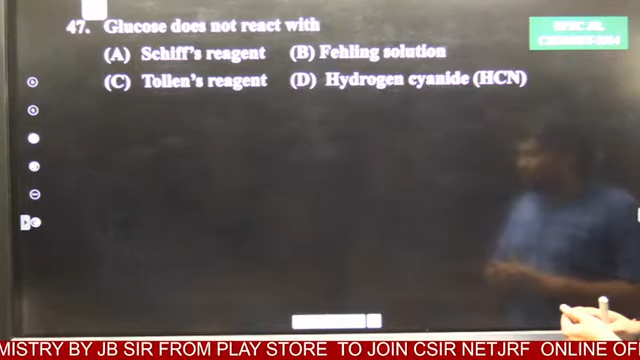 47. Glucose does not react with
(A) Schiff's reagent (B) Fehling solution
(C) Tollen's reagent (D) Hydrogen cyanide (HCN)
MISTRY BY JB SIR FROM PLAY STORE TO JOIN CSIR NETJRF ONLINE OF